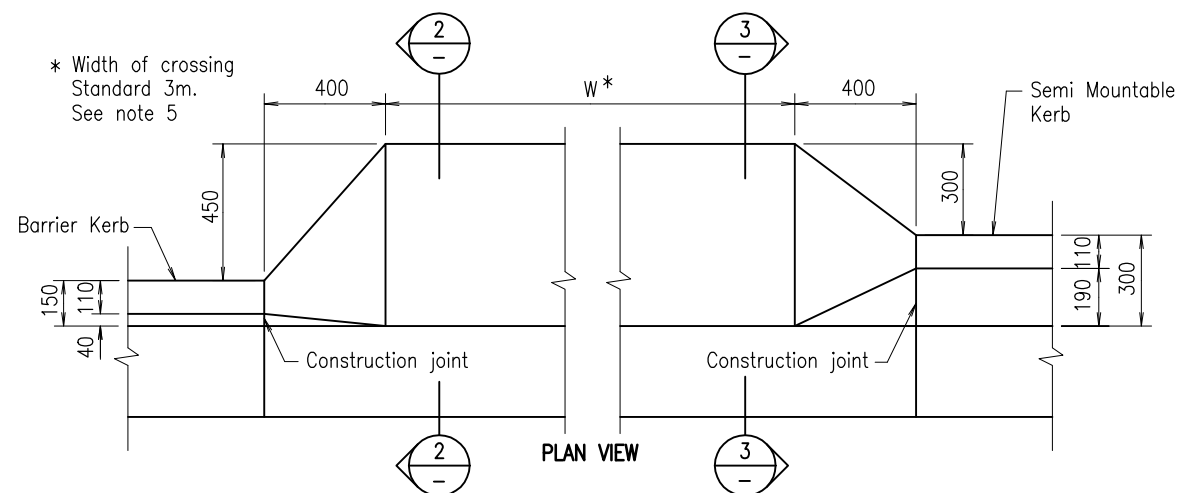 2
-
3
-
* Width of crossing
Standard 3m.
See note 5
400
W*
400
Semi Mountable
Kerb
450
300
Barrier Kerb
150
110
40
110
190
300
Construction joint
Construction joint
2
-
PLAN VIEW
3
-